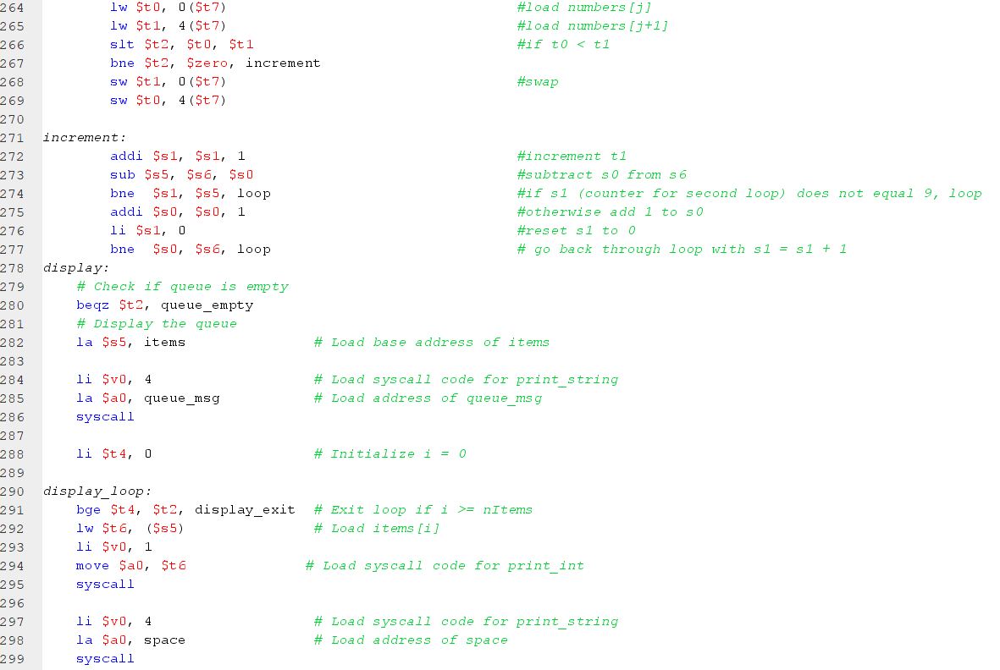 264 lw $t0, 0($t7) #load numbers[j]
265 lw $t1, 4($t7) #load numbers[j+1]
266 slt $t2, $t0, $t1 #if t0 < t1
267 bne $t2, $zero, increment
268 sw $t1, 0($t7) #swap
269 sw $t0, 4($t7)
270
271 increment:
272 addi $s1, $s1, 1 #increment t1
273 sub $s5, $s6, $s0 #subtract s0 from s6
274 bne $s1, $s5, loop #if s1 (counter for second loop) does not equal 9, loop
275 addi $s0, $s0, 1 #otherwise add 1 to s0
276 li $s1, 0 #reset s1 to 0
277 bne $s0, $s6, loop # go back through loop with s1 = s1 + 1
278 display:
279 # Check if queue is empty
280 beqz $t2, queue_empty
281 # Display the queue
282 la $s5, items # Load base address of items
283
284 li $v0, 4 # Load syscall code for print_string
285 la $a0, queue_msg # Load address of queue_msg
286 syscall
287
288 li $t4, 0 # Initialize i = 0
289
290 display_loop:
291 bge $t4, $t2, display_exit # Exit loop if i >= nItems
292 lw $t6, ($s5) # Load items[i]
293 li $v0, 1
294 move $a0, $t6 # Load syscall code for print_int
295 syscall
296
297 li $v0, 4 # Load syscall code for print_string
298 la $a0, space # Load address of space
299 syscall